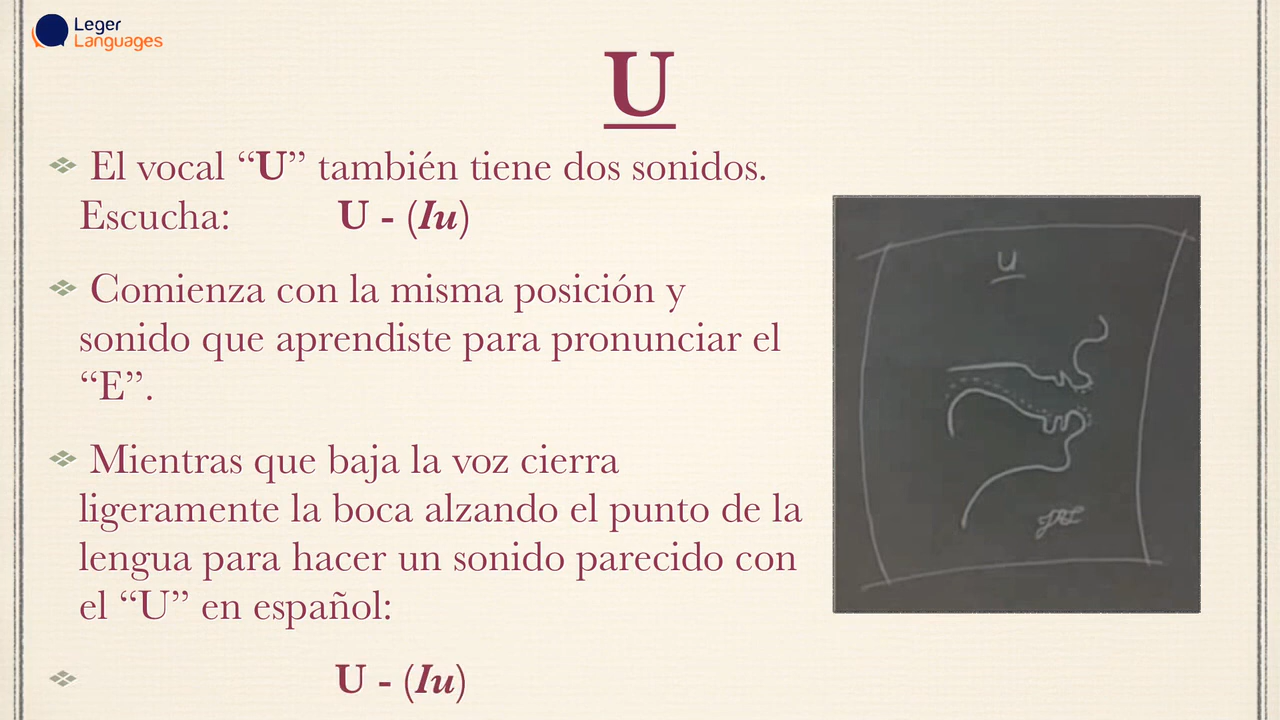 Leger
Languages
U
El vocal “U” también tiene dos sonidos.
Escucha: U - (Iu)
Comienza con la misma posición y
sonido que aprendiste para pronunciar el
“E”.
Mientras que baja la voz cierra
ligeramente la boca alzando el punto de la
lengua para hacer un sonido parecido con
el “U” en español:
U - (Iu)
u